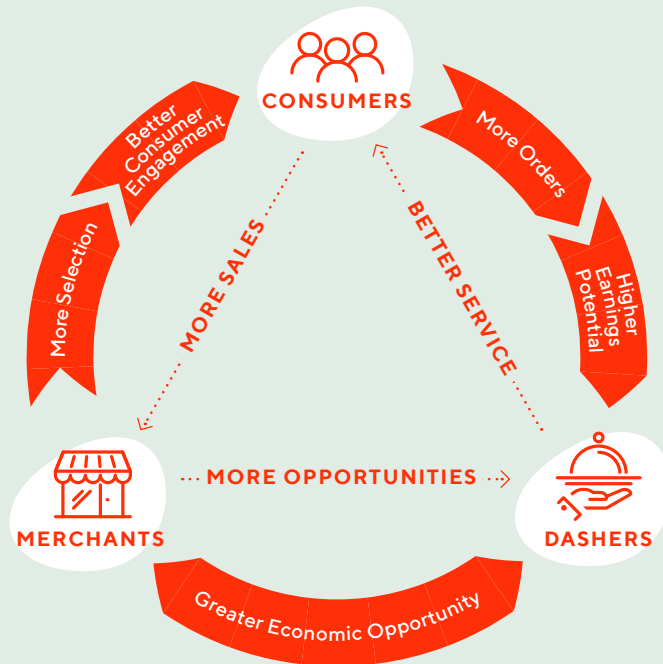 CONSUMERS
Better
Consumer
Engagement
More Orders
More Selection
MORE SALES
BETTER SERVICE
Higher
Earnings
Potential
MORE OPPORTUNITIES
MERCHANTS
DASHERS
Greater Economic Opportunity